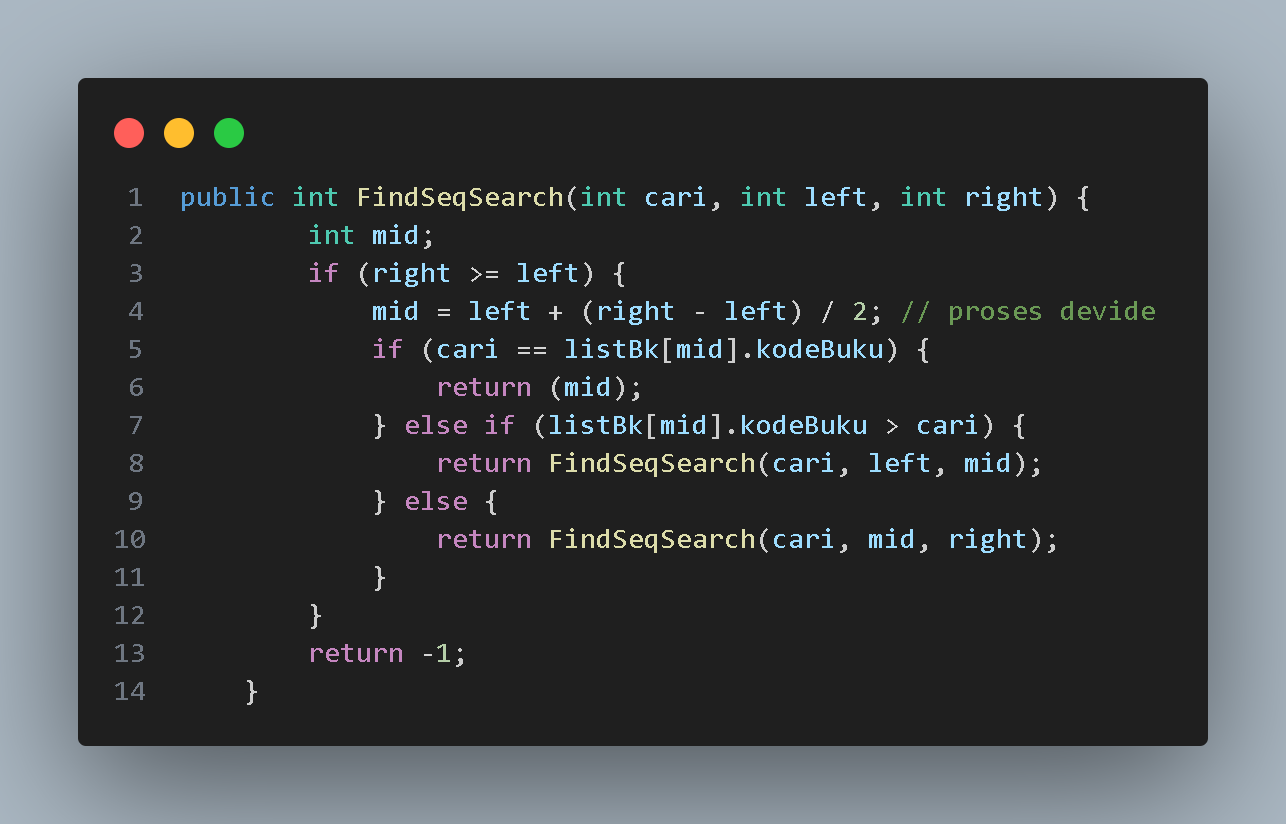 1 public int FindSeqSearch(int cari, int left, int right) {
2 int mid;
3 if (right >= left) {
4 mid = left + (right - left) / 2; // proses devide
5 if (cari == listBk[mid].kodeBuku) {
6 return (mid);
7 } else if (listBk[mid].kodeBuku > cari) {
8 return FindSeqSearch(cari, left, mid);
9 } else {
10 return FindSeqSearch(cari, mid, right);
11 }
12 }
13 return -1;
14 }